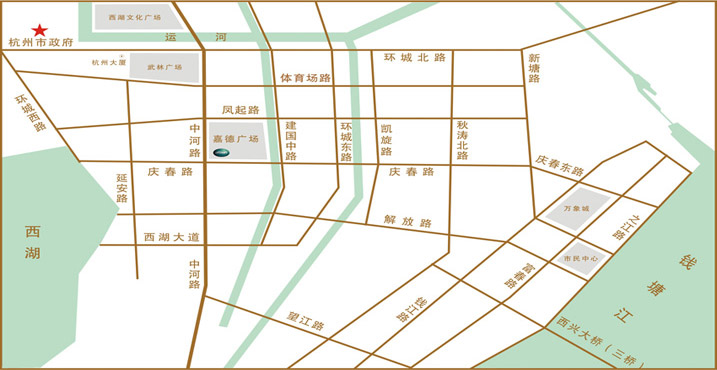 西湖文化广场
杭州市政府
运河
杭州大厦
武林广场
环城北路
新塘路
体育场路
环城西路
凤起路
中河路
嘉德广场
建国中路
环城东路
凯旋路
秋涛北路
庆春路
庆春路
庆春东路
延安路
万象城
之江路
解放路
西湖
西湖大道
中河路
市民中心
钱塘江
富春路
钱江路
望江路
西兴大桥（三桥）